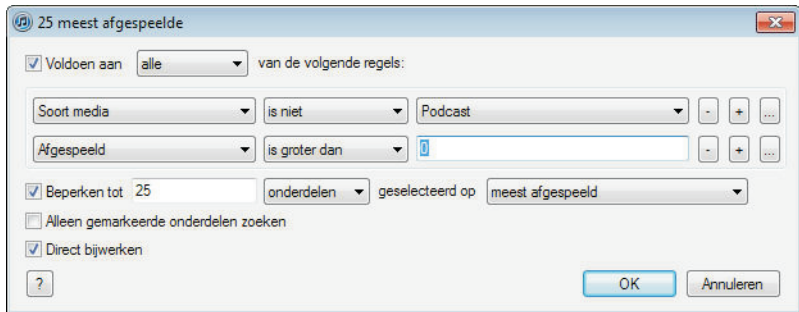 25 meest afgespeelde
Voldoen aan alle van de volgende regels:
Soort media is niet Podcast - + ...
Afgespeeld is groter dan 0 - + ...
Beperken tot 25 onderdelen geselecteerd op meest afgespeeld
Alleen gemarkeerde onderdelen zoeken
Direct bijwerken
? OK Annuleren